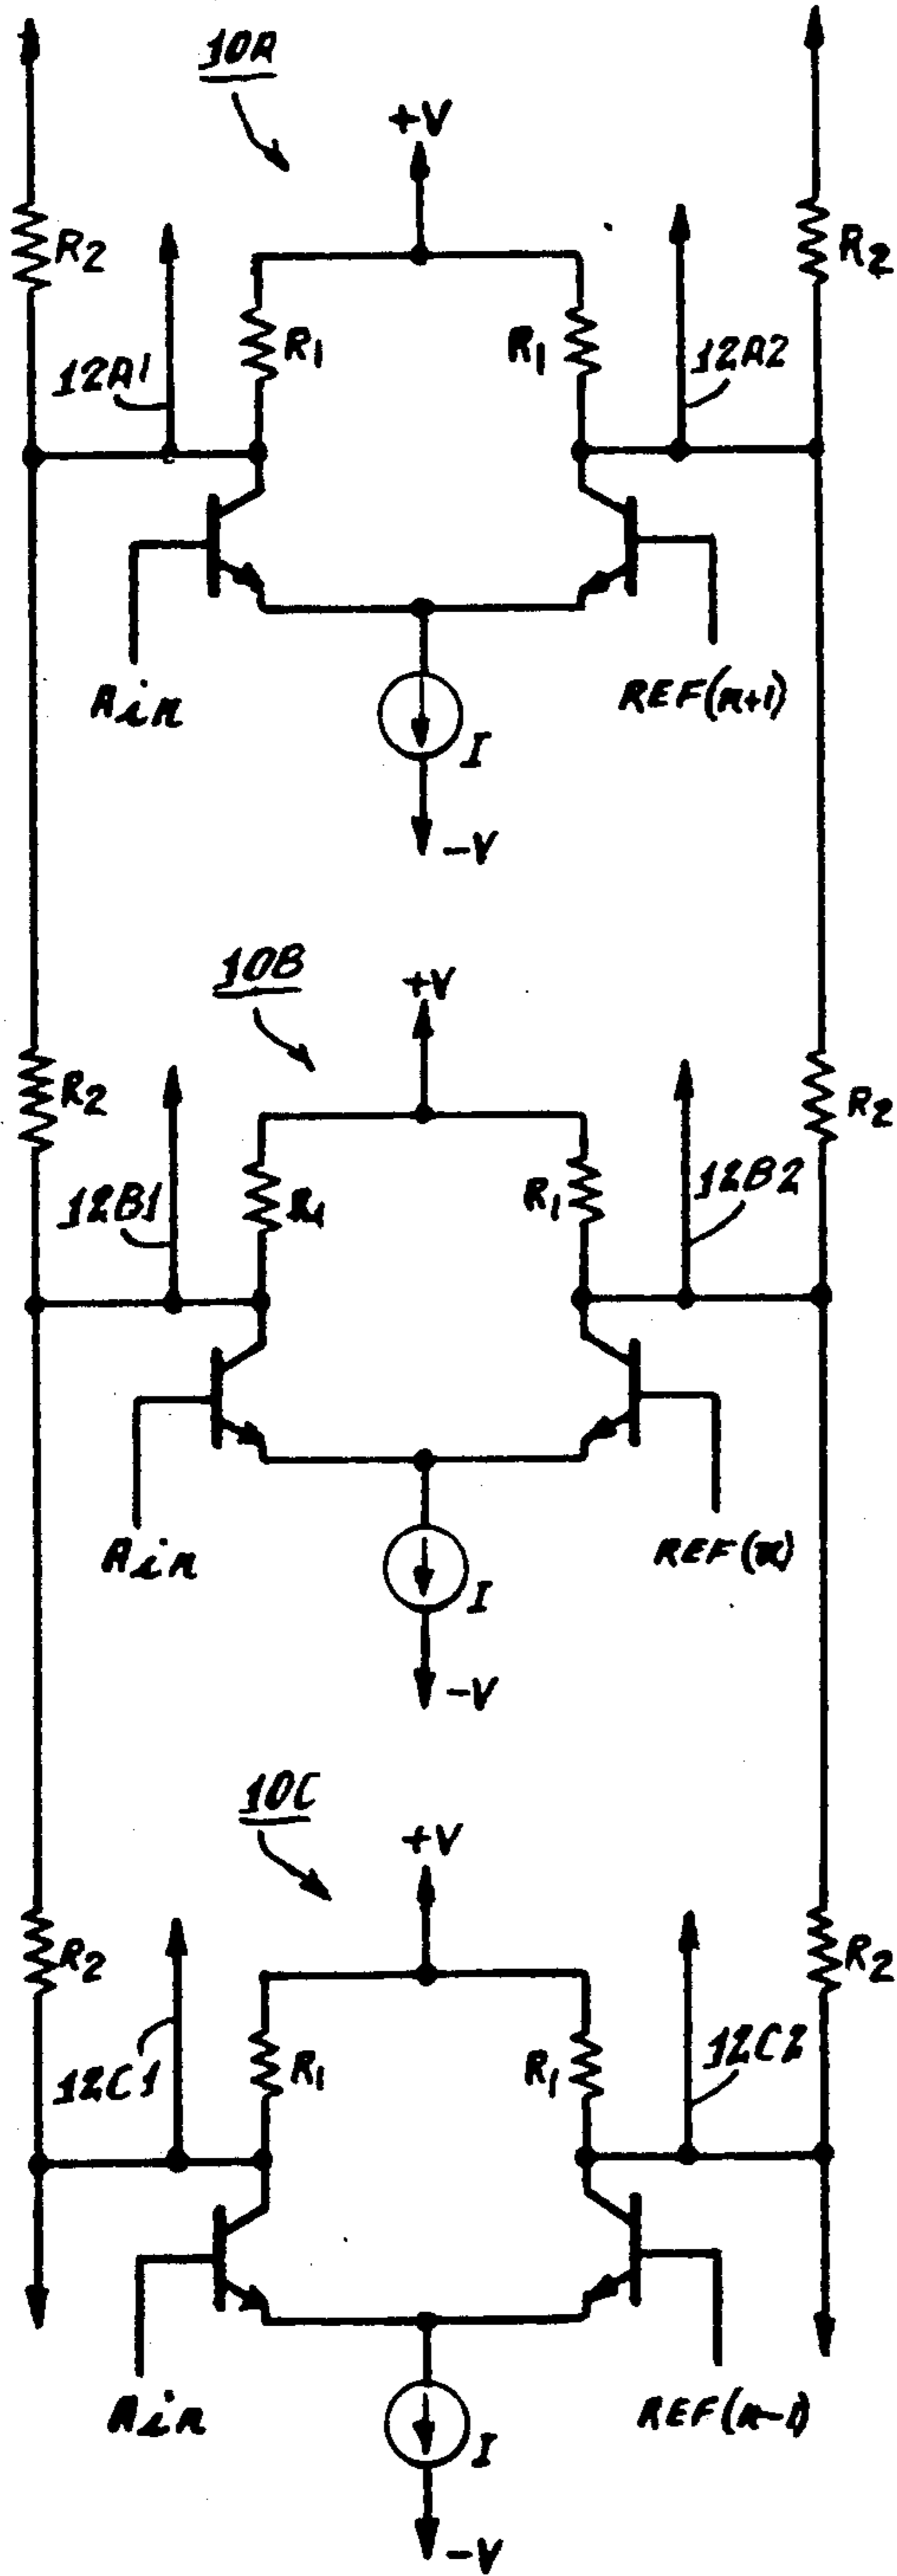 10A
+V
R2
R1
R1
R2
12A1
12A2
Ain
REF(n+1)
I
-V
10B
+V
R2
R2
R1
R1
12B1
12B2
Ain
REF(n)
I
-V
10C
+V
R2
R2
R1
R1
12C1
12C2
Ain
REF(n-1)
I
-V